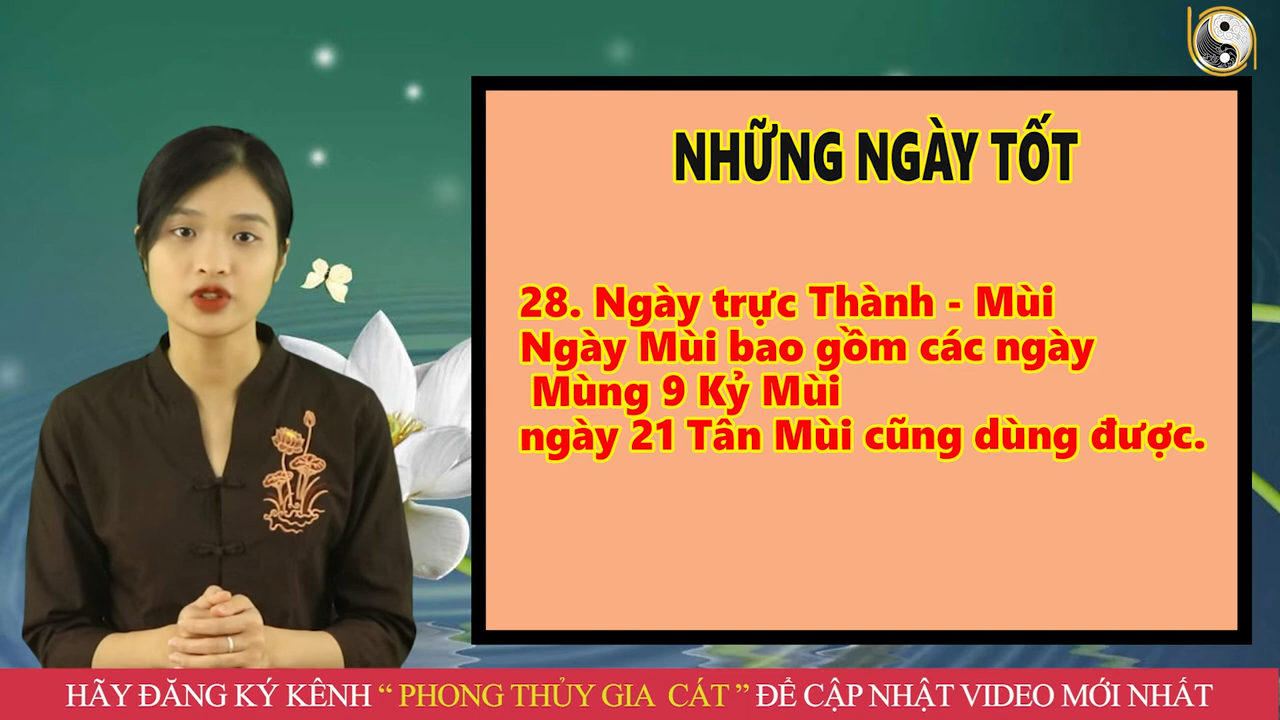 NHỮNG NGÀY TỐT
28. Ngày trực Thành - Mùi
Ngày Mùi bao gồm các ngày
Mùng 9 Kỷ Mùi
ngày 21 Tân Mùi cũng dùng được.
HÃY ĐĂNG KÝ KÊNH “ PHONG THỦY GIA CÁT ” ĐỂ CẬP NHẬT VIDEO MỚI NHẤT